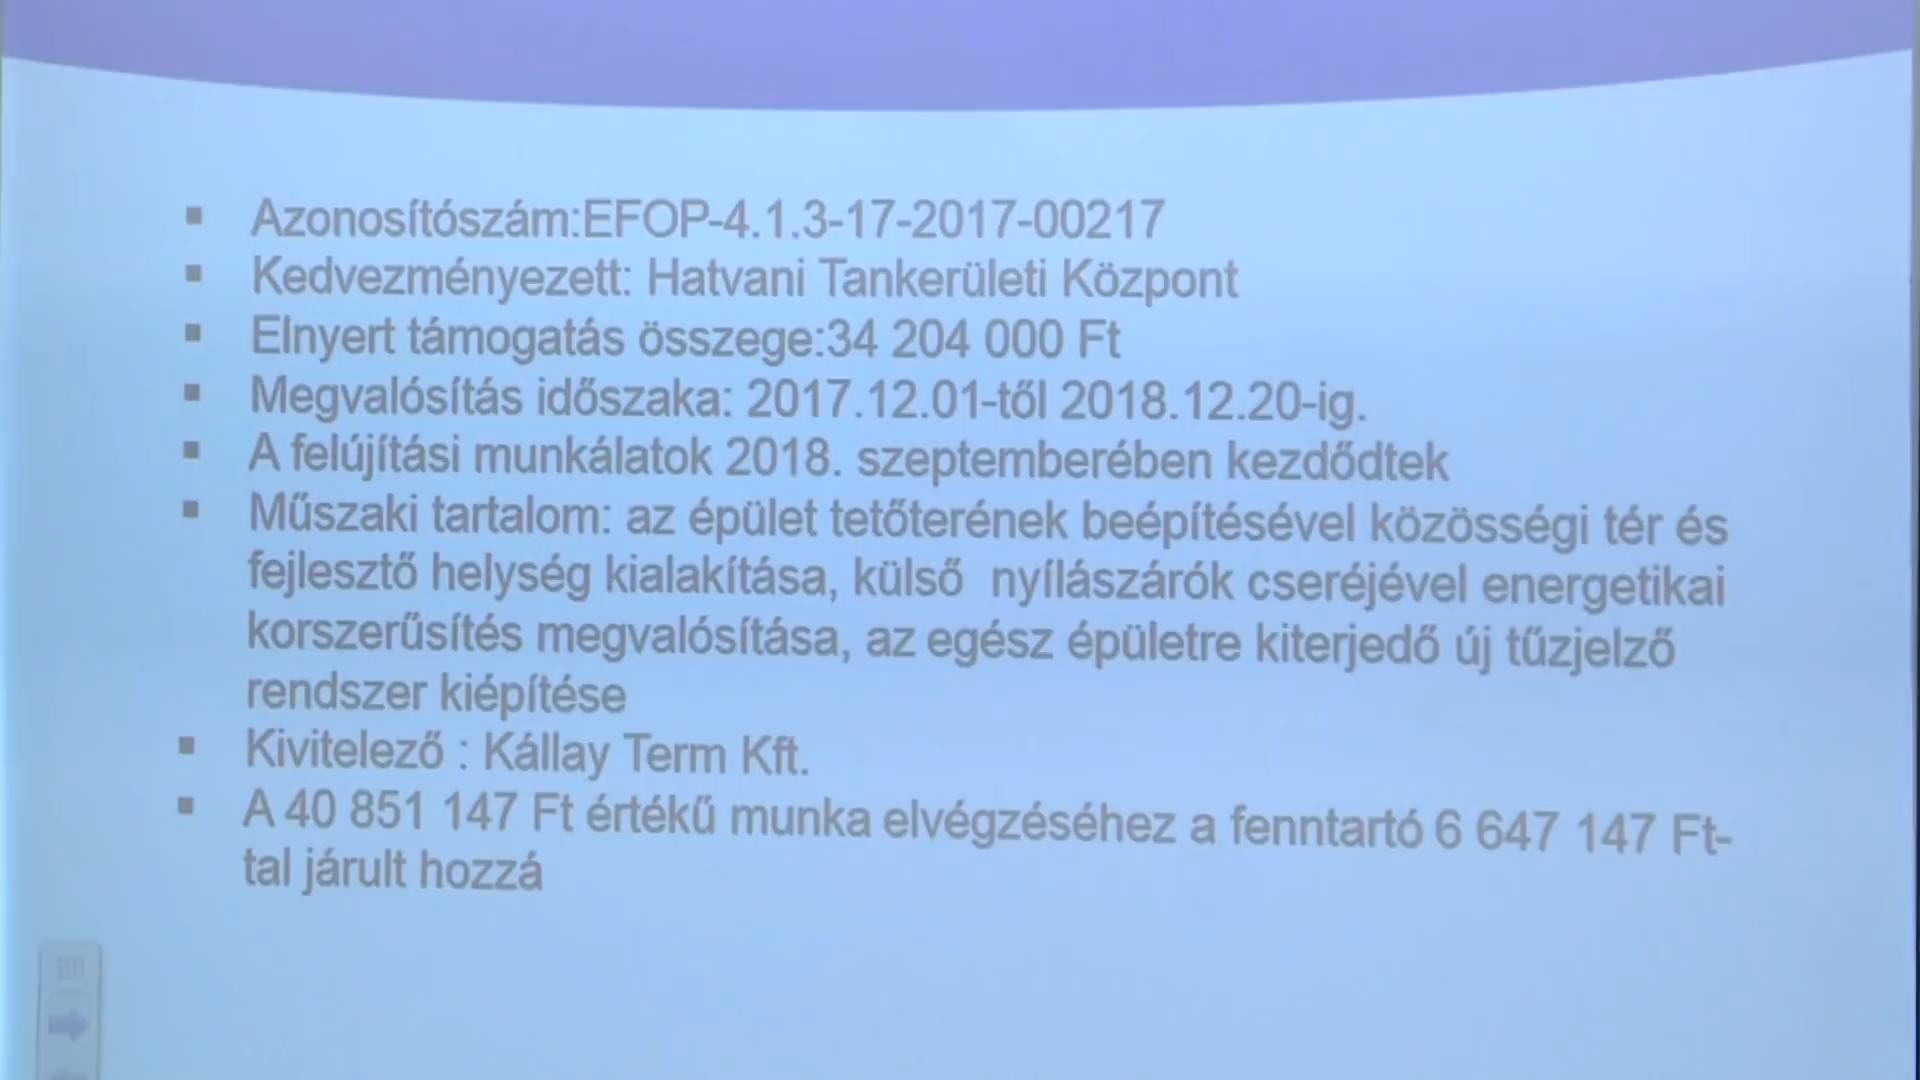 ▪ Azonosítószám:EFOP-4.1.3-17-2017-00217
▪ Kedvezményezett: Hatvani Tankerületi Központ
▪ Elnyert támogatás összege:34 204 000 Ft
▪ Megvalósítás időszaka: 2017.12.01-től 2018.12.20-ig.
▪ A felújítási munkálatok 2018. szeptemberében kezdődtek
▪ Műszaki tartalom: az épület tetőterének beépítésével közösségi tér és
fejlesztő helység kialakítása, külső  nyílászárók cseréjével energetikai
korszerűsítés megvalósítása, az egész épületre kiterjedő új tűzjelző
rendszer kiépítése
▪ Kivitelező : Kállay Term Kft.
▪ A 40 851 147 Ft értékű munka elvégzéséhez a fenntartó 6 647 147 Ft-
tal járult hozzá